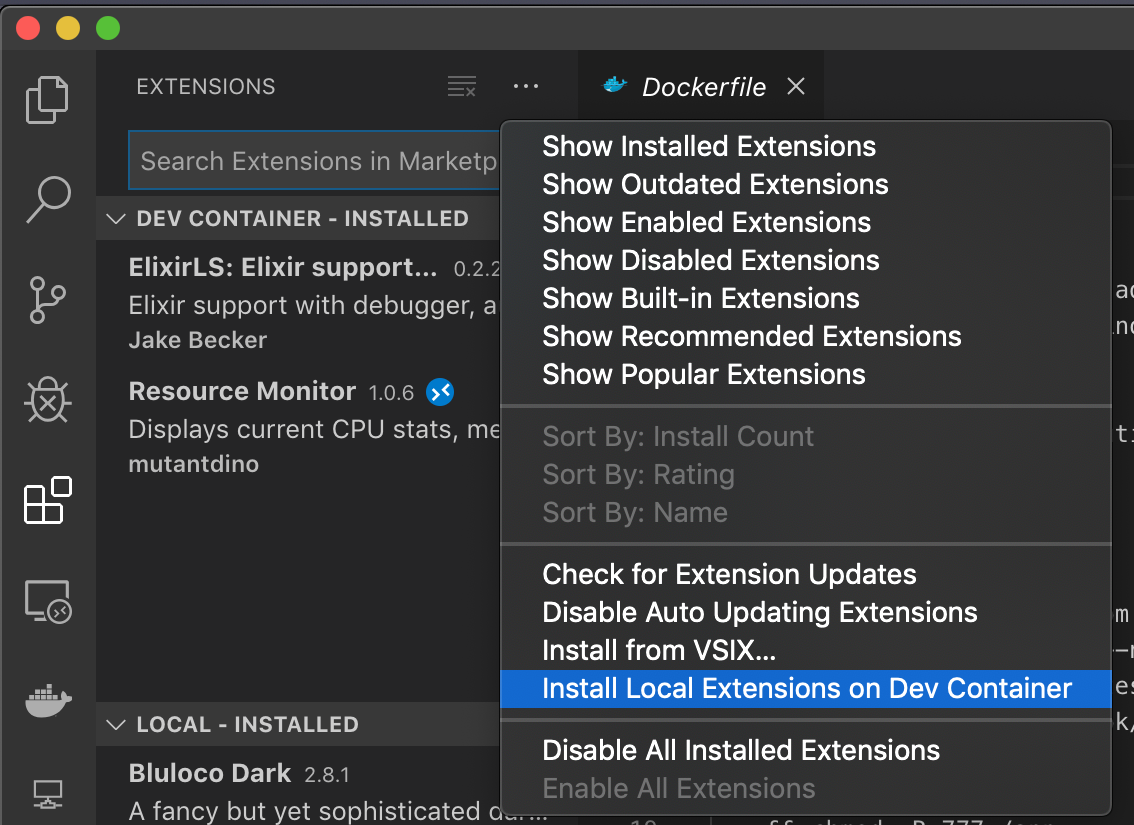 EXTENSIONS
Dockerfile
Search Extensions in Marketp
DEV CONTAINER - INSTALLED
ElixirLS: Elixir support... 0.2.2
Elixir support with debugger, a
Jake Becker
Resource Monitor 1.0.6
Displays current CPU stats, me
mutantdino
LOCAL - INSTALLED
Bluloco Dark 2.8.1
A fancy but yet sophisticated
Show Installed Extensions
Show Outdated Extensions
Show Enabled Extensions
Show Disabled Extensions
Show Built-in Extensions
Show Recommended Extensions
Show Popular Extensions
Sort By: Install Count
Sort By: Rating
Sort By: Name
Check for Extension Updates
Disable Auto Updating Extensions
Install from VSIX...
Install Local Extensions on Dev Container
Disable All Installed Extensions
Enable All Extensions